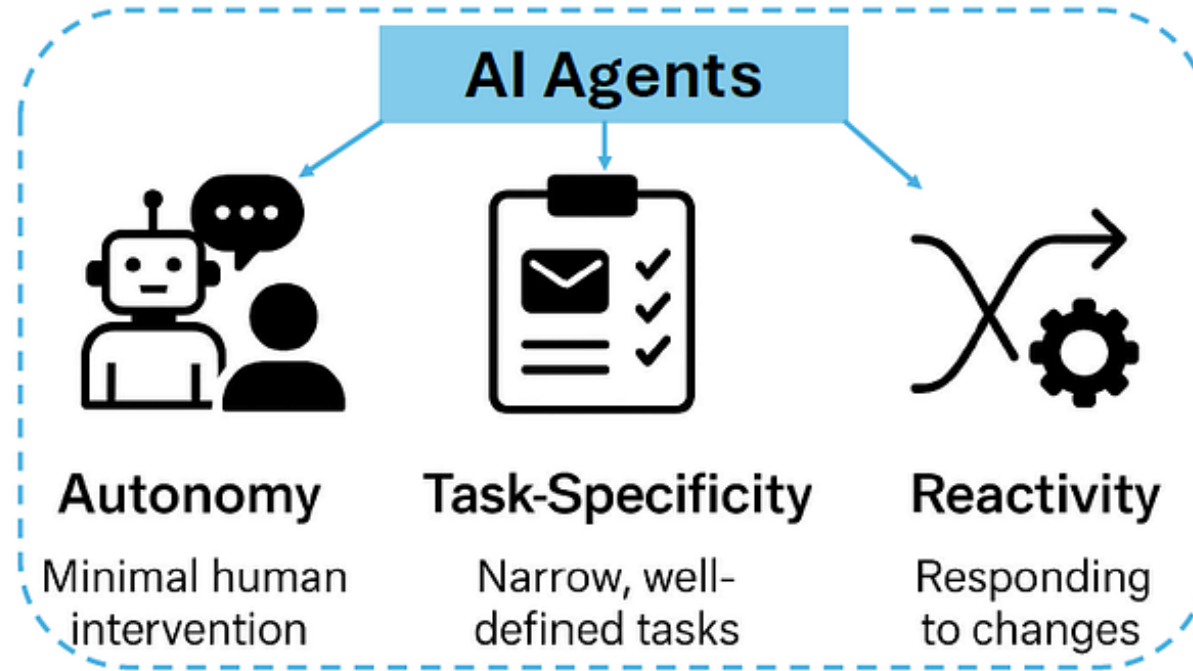 AI Agents
Autonomy
Minimal human
intervention
Task-Specificity
Narrow, well-
defined tasks
Reactivity
Responding
to changes